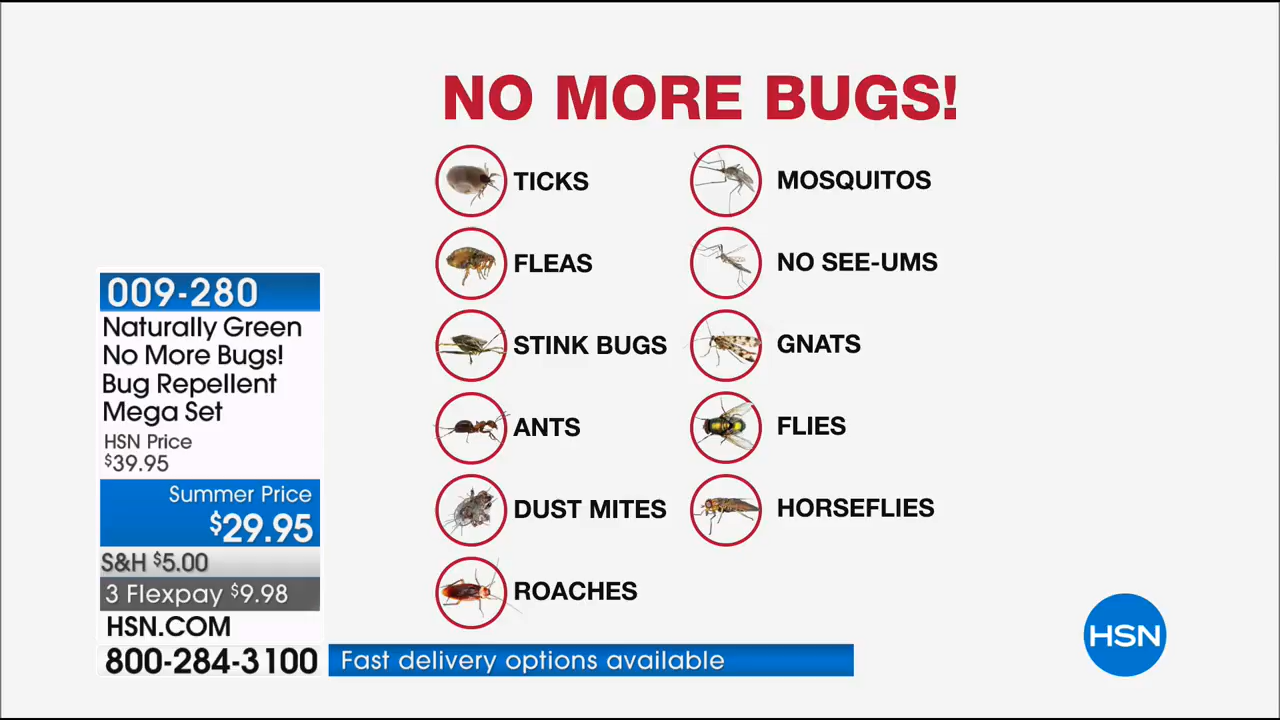 NO MORE BUGS!
TICKS
MOSQUITOS
FLEAS
NO SEE-UMS
STINK BUGS
GNATS
ANTS
FLIES
DUST MITES
HORSEFLIES
ROACHES
009-280
Naturally Green
No More Bugs!
Bug Repellent
Mega Set
HSN Price
$39.95
Summer Price
$29.95
S&H $5.00
3 Flexpay $9.98
HSN.COM
800-284-3100
Fast delivery options available
HSN